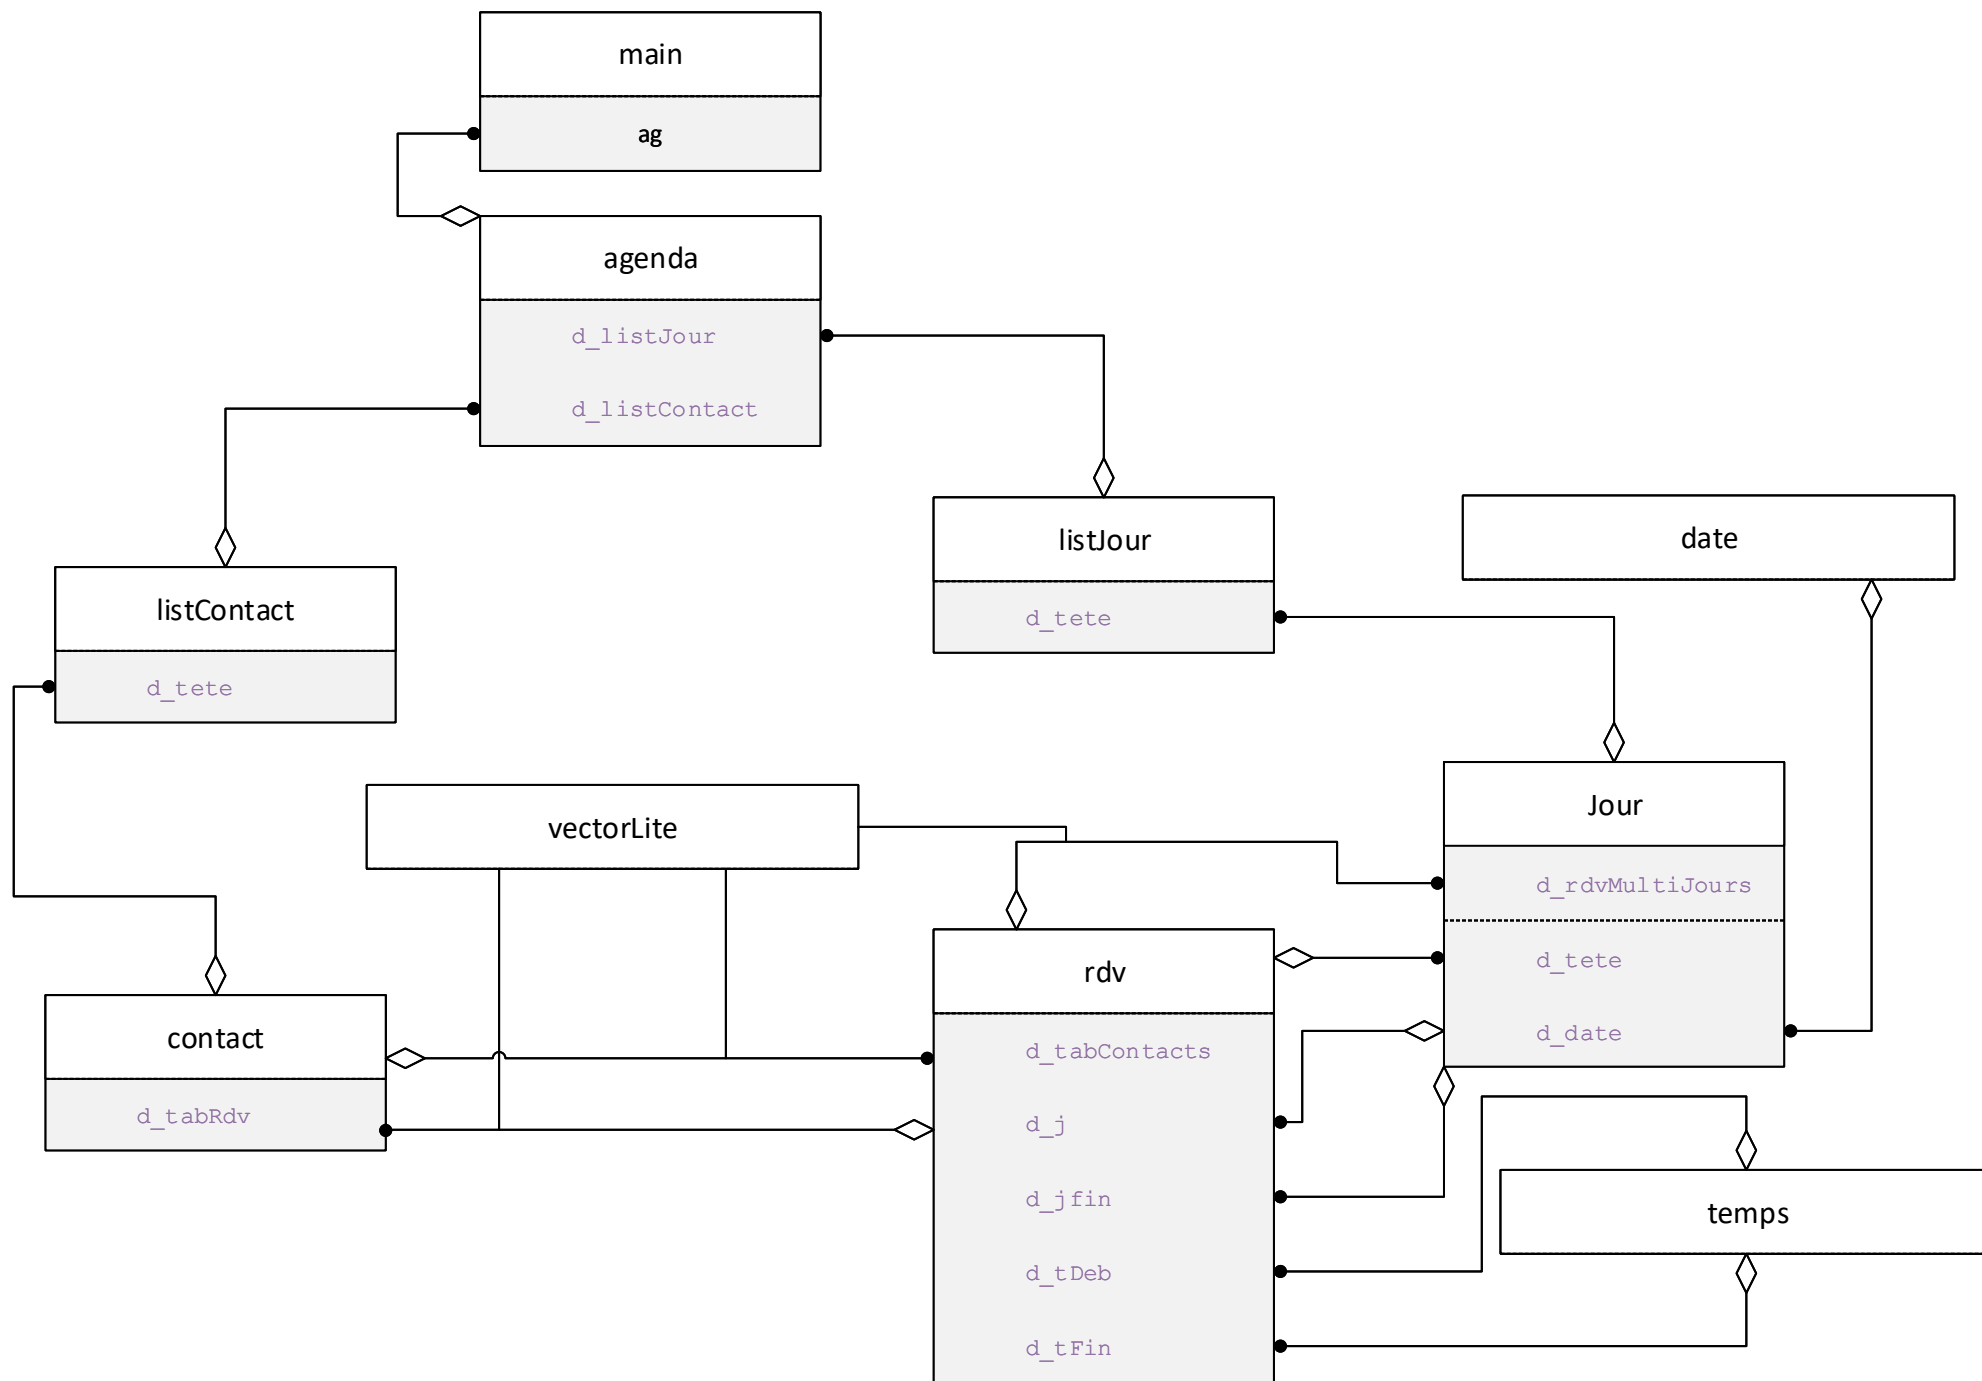 main
ag
agenda
d_listJour
d_listContact
listJour
d_tete
date
listContact
d_tete
vectorLite
Jour
d_rdvMultiJours
d_tete
d_date
contact
d_tabRdv
rdv
d_tabContacts
d_j
d_jfin
d_tDeb
d_tFin
temps